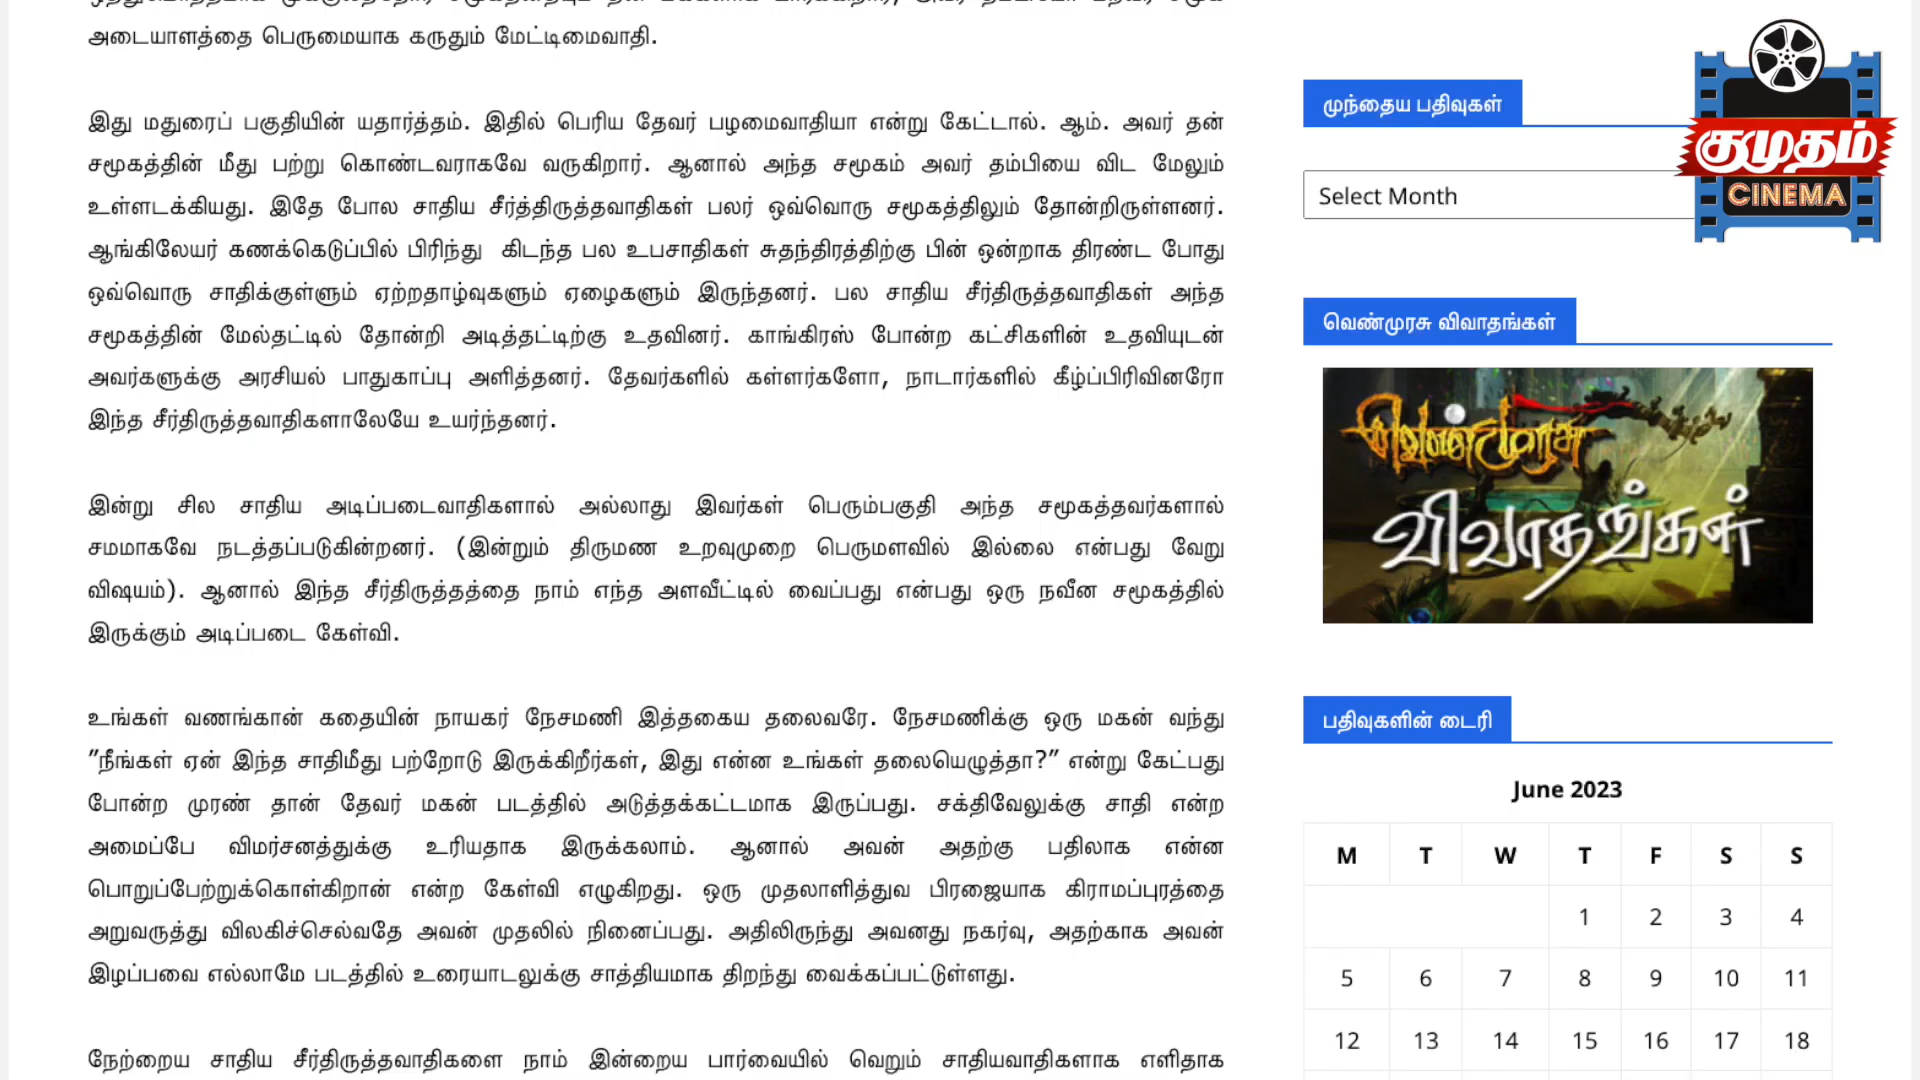 அடையாளத்தை பெருமையாக கருதும் மேட்டிமைவாதி.
இது மதுரைப் பகுதியின் யதார்த்தம். இதில் பெரிய தேவர் பழமைவாதியா என்று கேட்டால். ஆம். அவர் தன்
சமூகத்தின் மீது பற்று கொண்டவராகவே வருகிறார். ஆனால் அந்த சமூகம் அவர் தம்பியை விட மேலும்
உள்ளடக்கியது. இதே போல சாதிய சீர்த்திருத்தவாதிகள் பலர் ஒவ்வொரு சமூகத்திலும் தோன்றிருள்ளனர்.
ஆங்கிலேயர் கணக்கெடுப்பில் பிரிந்து கிடந்த பல உபசாதிகள் சுதந்திரத்திற்கு பின் ஒன்றாக திரண்ட போது
ஒவ்வொரு சாதிக்குள்ளும் ஏற்றதாழ்வுகளும் ஏழைகளும் இருந்தனர். பல சாதிய சீர்திருத்தவாதிகள் அந்த
சமூகத்தின் மேல்தட்டில் தோன்றி அடித்தட்டிற்கு உதவினர். காங்கிரஸ் போன்ற கட்சிகளின் உதவியுடன்
அவர்களுக்கு அரசியல் பாதுகாப்பு அளித்தனர். தேவர்களில் கள்ளர்களோ, நாடார்களில் கீழ்ப்பிரிவினரோ
இந்த சீர்திருத்தவாதிகளாலேயே உயர்ந்தனர்.
இன்று சில சாதிய அடிப்படைவாதிகளால் அல்லாது இவர்கள் பெரும்பகுதி அந்த சமூகத்தவர்களால்
சமமாகவே நடத்தப்படுகின்றனர். (இன்றும் திருமண உறவுமுறை பெருமளவில் இல்லை என்பது வேறு
விஷயம்). ஆனால் இந்த சீர்திருத்தத்தை நாம் எந்த அளவீட்டில் வைப்பது என்பது ஒரு நவீன சமூகத்தில்
இருக்கும் அடிப்படை கேள்வி.
உங்கள் வணங்கான் கதையின் நாயகர் நேசமணி இத்தகைய தலைவரே. நேசமணிக்கு ஒரு மகன் வந்து
”நீங்கள் ஏன் இந்த சாதிமீது பற்றோடு இருக்கிறீர்கள், இது என்ன உங்கள் தலையெழுத்தா?” என்று கேட்பது
போன்ற முரண் தான் தேவர் மகன் படத்தில் அடுத்தக்கட்டமாக இருப்பது. சக்திவேலுக்கு சாதி என்ற
அமைப்பே விமர்சனத்துக்கு உரியதாக இருக்கலாம். ஆனால் அவன் அதற்கு பதிலாக என்ன
பொறுப்பேற்றுக்கொள்கிறான் என்ற கேள்வி எழுகிறது. ஒரு முதலாளித்துவ பிரஜையாக கிராமப்புரத்தை
அறுவருத்து விலகிச்செல்வதே அவன் முதலில் நினைப்பது. அதிலிருந்து அவனது நகர்வு, அதற்காக அவன்
இழப்பவை எல்லாமே படத்தில் உரையாடலுக்கு சாத்தியமாக திறந்து வைக்கப்பட்டுள்ளது.
நேற்றைய சாதிய சீர்திருத்தவாதிகளை நாம் இன்றைய பார்வையில் வெறும் சாதியவாதிகளாக எளிதாக
முந்தைய பதிவுகள்
Select Month
குமுதம்
CINEMA
வெண்முரசு விவாதங்கள்
வெண்முரசு
விவாதங்கள்
பதிவுகளின் டைரி
June 2023
M T W T F S S
1 2 3 4
5 6 7 8 9 10 11
12 13 14 15 16 17 18